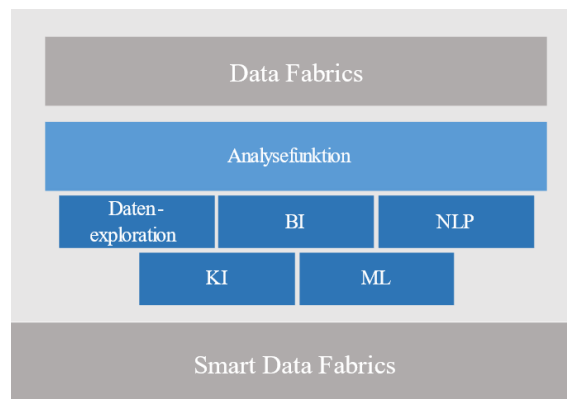 Data Fabrics
Analysefunktion
Daten-
exploration
BI
NLP
KI
ML
Smart Data Fabrics